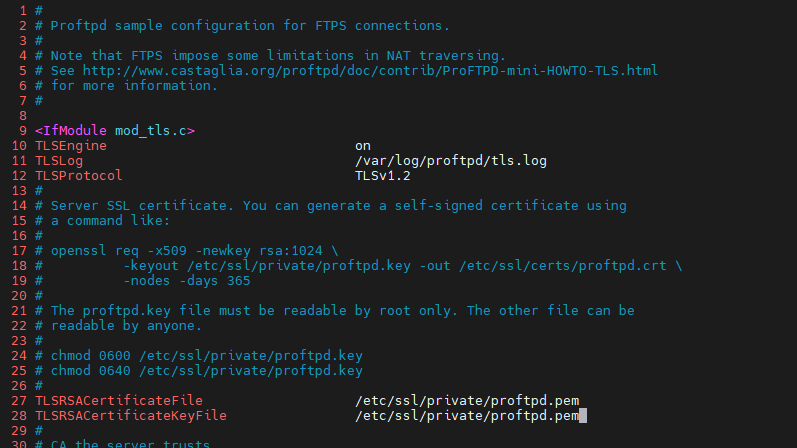 1 #
2 # Proftpd sample configuration for FTPS connections.
3 #
4 # Note that FTPS impose some limitations in NAT traversing.
5 # See http://www.castaglia.org/proftpd/doc/contrib/ProFTPD-mini-HOWTO-TLS.html
6 # for more information.
7 #
8
9 <IfModule mod_tls.c>
10 TLSEngine                               on
11 TLSLog                                  /var/log/proftpd/tls.log
12 TLSProtocol                             TLSv1.2
13 #
14 # Server SSL certificate. You can generate a self-signed certificate using
15 # a command like:
16 #
17 # openssl req -x509 -newkey rsa:1024 \
18 #          -keyout /etc/ssl/private/proftpd.key -out /etc/ssl/certs/proftpd.crt \
19 #          -nodes -days 365
20 #
21 # The proftpd.key file must be readable by root only. The other file can be
22 # readable by anyone.
23 #
24 # chmod 0600 /etc/ssl/private/proftpd.key
25 # chmod 0640 /etc/ssl/private/proftpd.key
26 #
27 TLSRSACertificateFile                   /etc/ssl/private/proftpd.pem
28 TLSRSACertificateKeyFile                /etc/ssl/private/proftpd.pem
29 #
30 # CA the server trusts